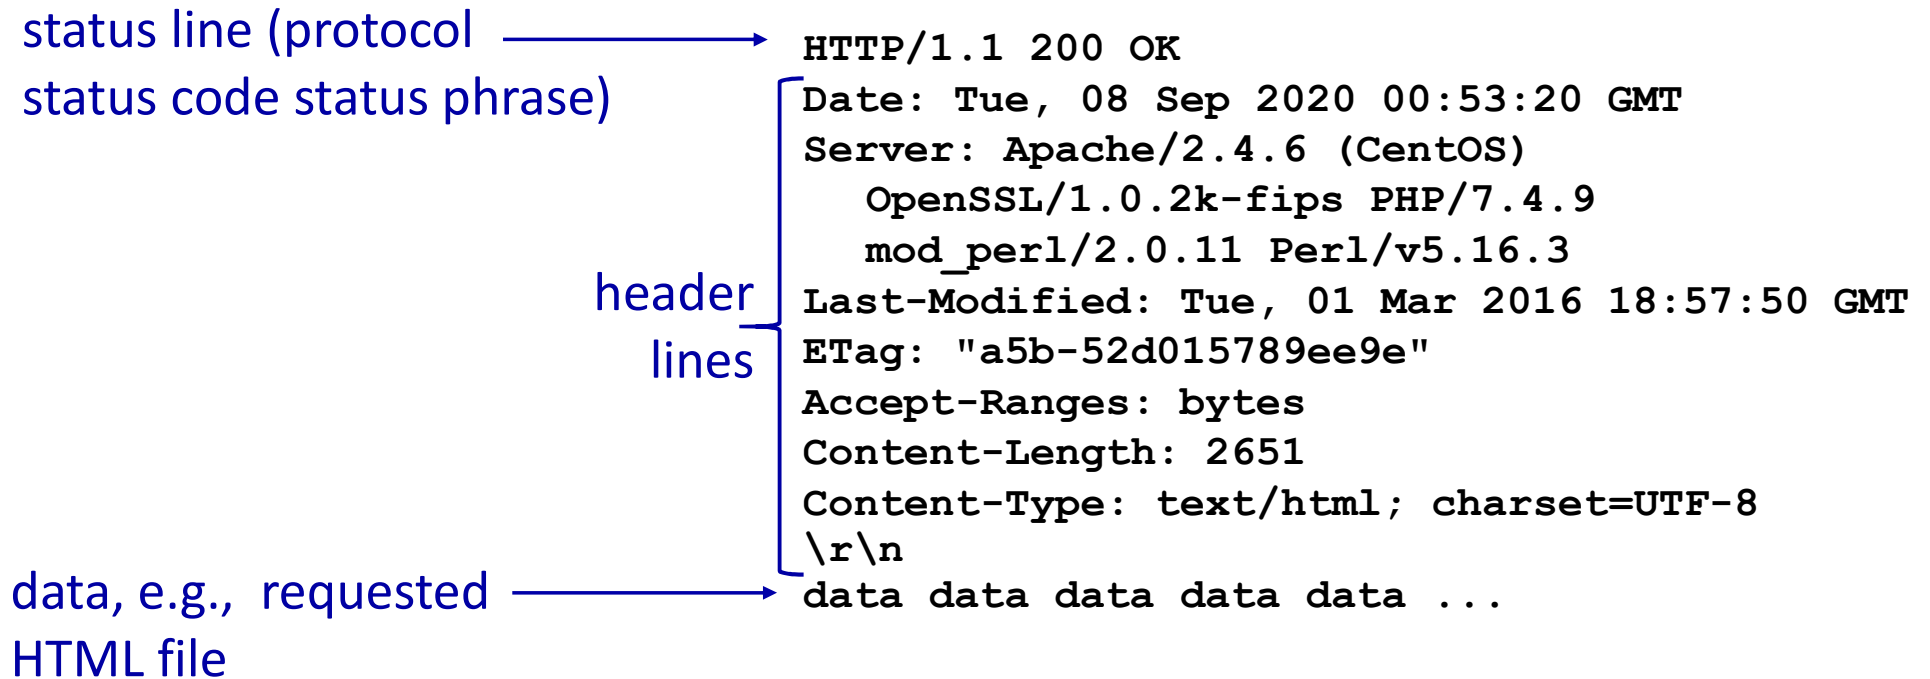 status line (protocol
status code status phrase)
HTTP/1.1 200 OK
Date: Tue, 08 Sep 2020 00:53:20 GMT
Server: Apache/2.4.6 (CentOS)
OpenSSL/1.0.2k-fips PHP/7.4.9
mod_perl/2.0.11 Perl/v5.16.3
header
lines
Last-Modified: Tue, 01 Mar 2016 18:57:50 GMT
ETag: "a5b-52d015789ee9e"
Accept-Ranges: bytes
Content-Length: 2651
Content-Type: text/html; charset=UTF-8
\r\n
data, e.g., requested
HTML file
data data data data data ...